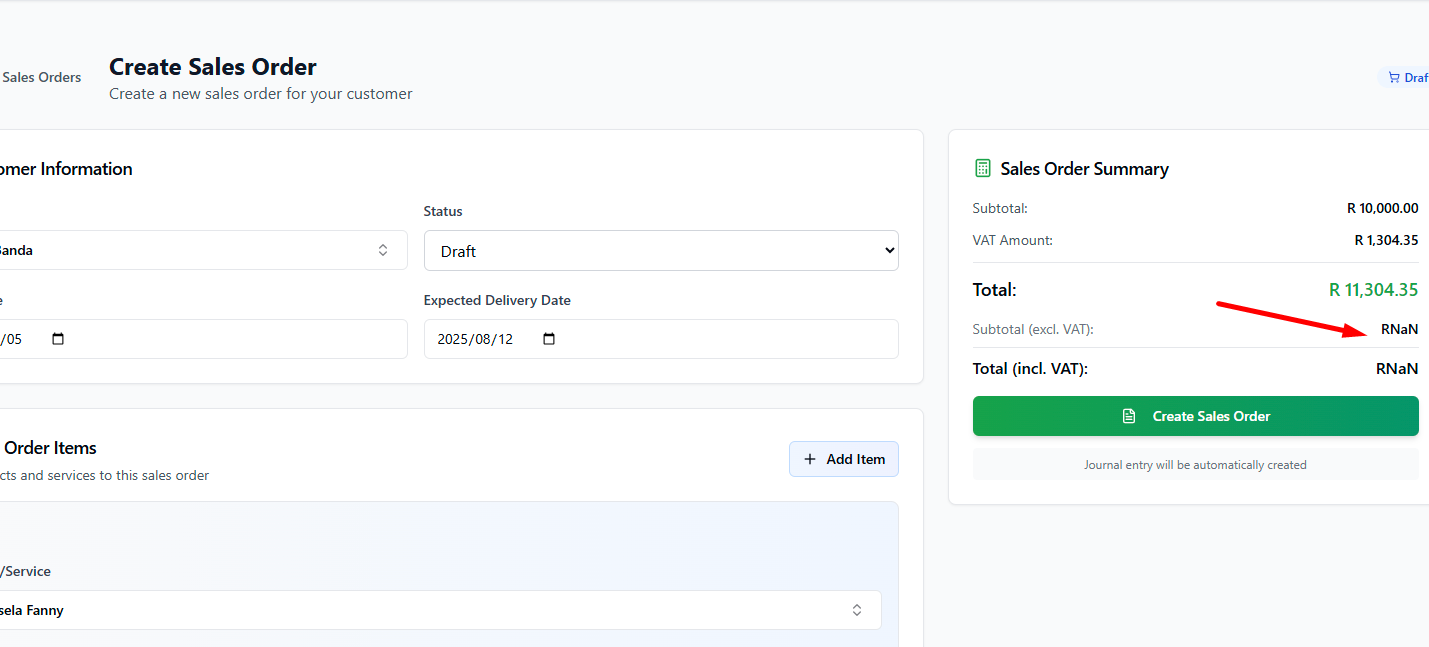 Sales Orders
Create Sales Order
Create a new sales order for your customer
Draf
omer Information
Status
Banda
Draft
e
Expected Delivery Date
/05
2025/08/12
Order Items
cts and services to this sales order
Add Item
/Service
sela Fanny
Sales Order Summary
Subtotal: R 10,000.00
VAT Amount: R 1,304.35
Total: R 11,304.35
Subtotal (excl. VAT): RNaN
Total (incl. VAT): RNaN
Create Sales Order
Journal entry will be automatically created